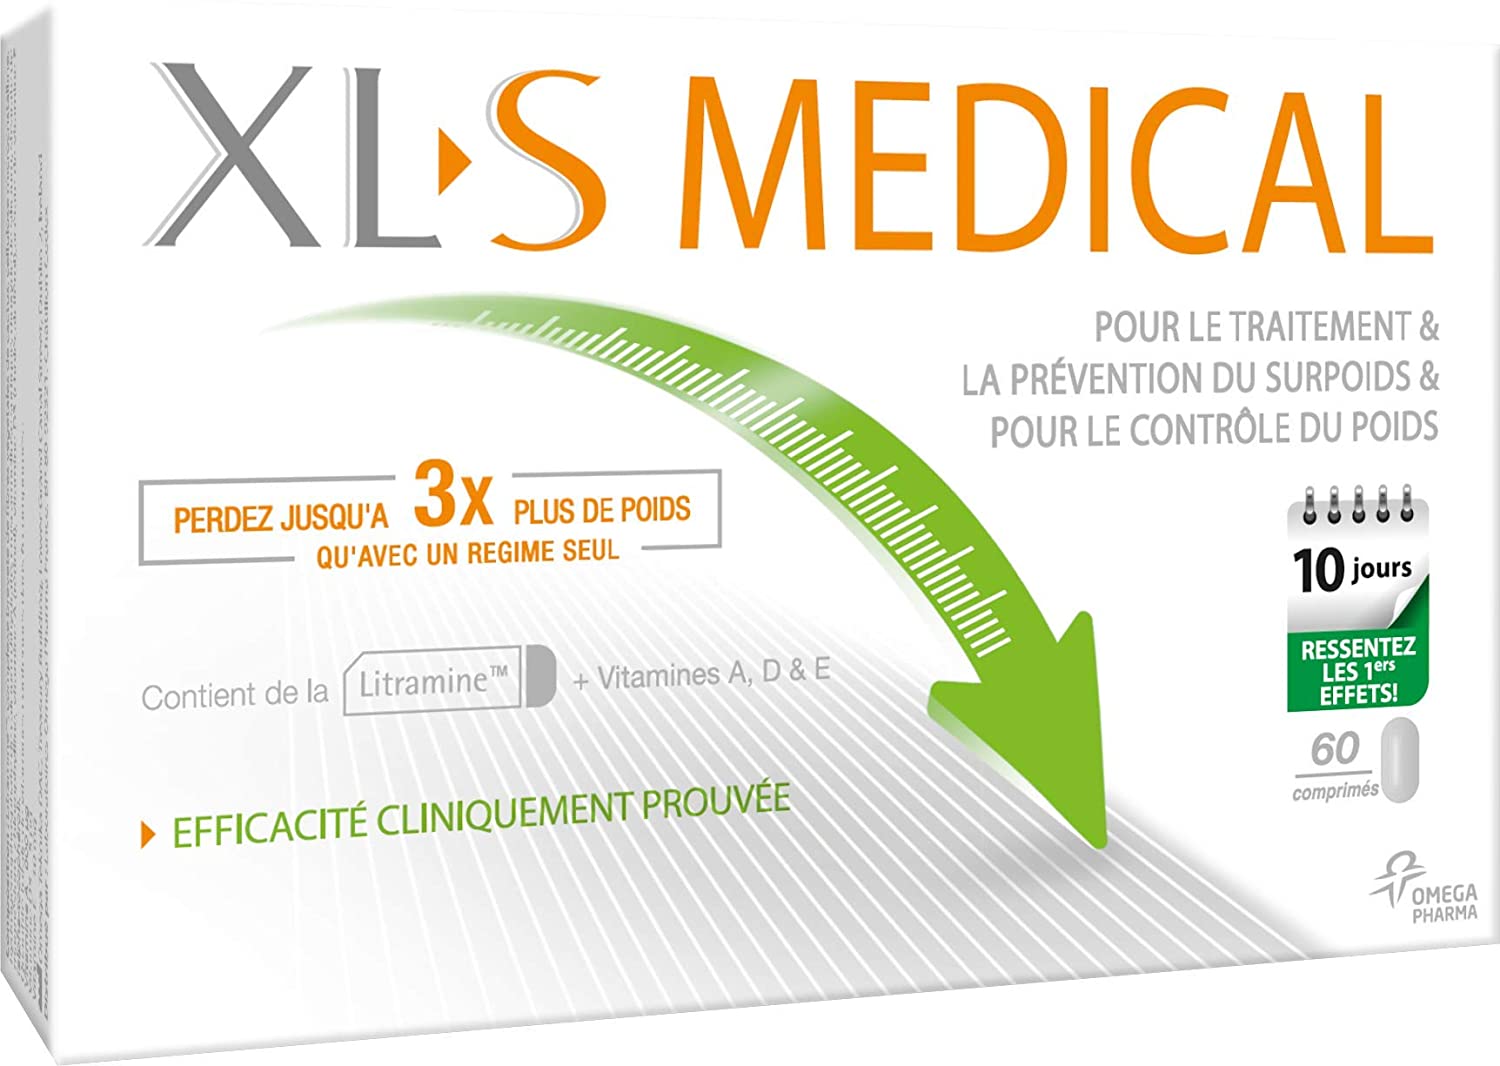 XL S MEDICAL
POUR LE TRAITEMENT &
LA PRÉVENTION DU SURPOIDS &
POUR LE CONTRÔLE DU POIDS
PERDEZ JUSQU'A 3x PLUS DE POIDS
QU'AVEC UN REGIME SEUL
10 jours
RESSENTEZ
LES 1ers
EFFETS!
Contient de la Litramine™ + Vitamines A, D & E
60
comprimés
EFFICACITÉ CLINIQUEMENT PROUVÉE
OMEGA
PHARMA